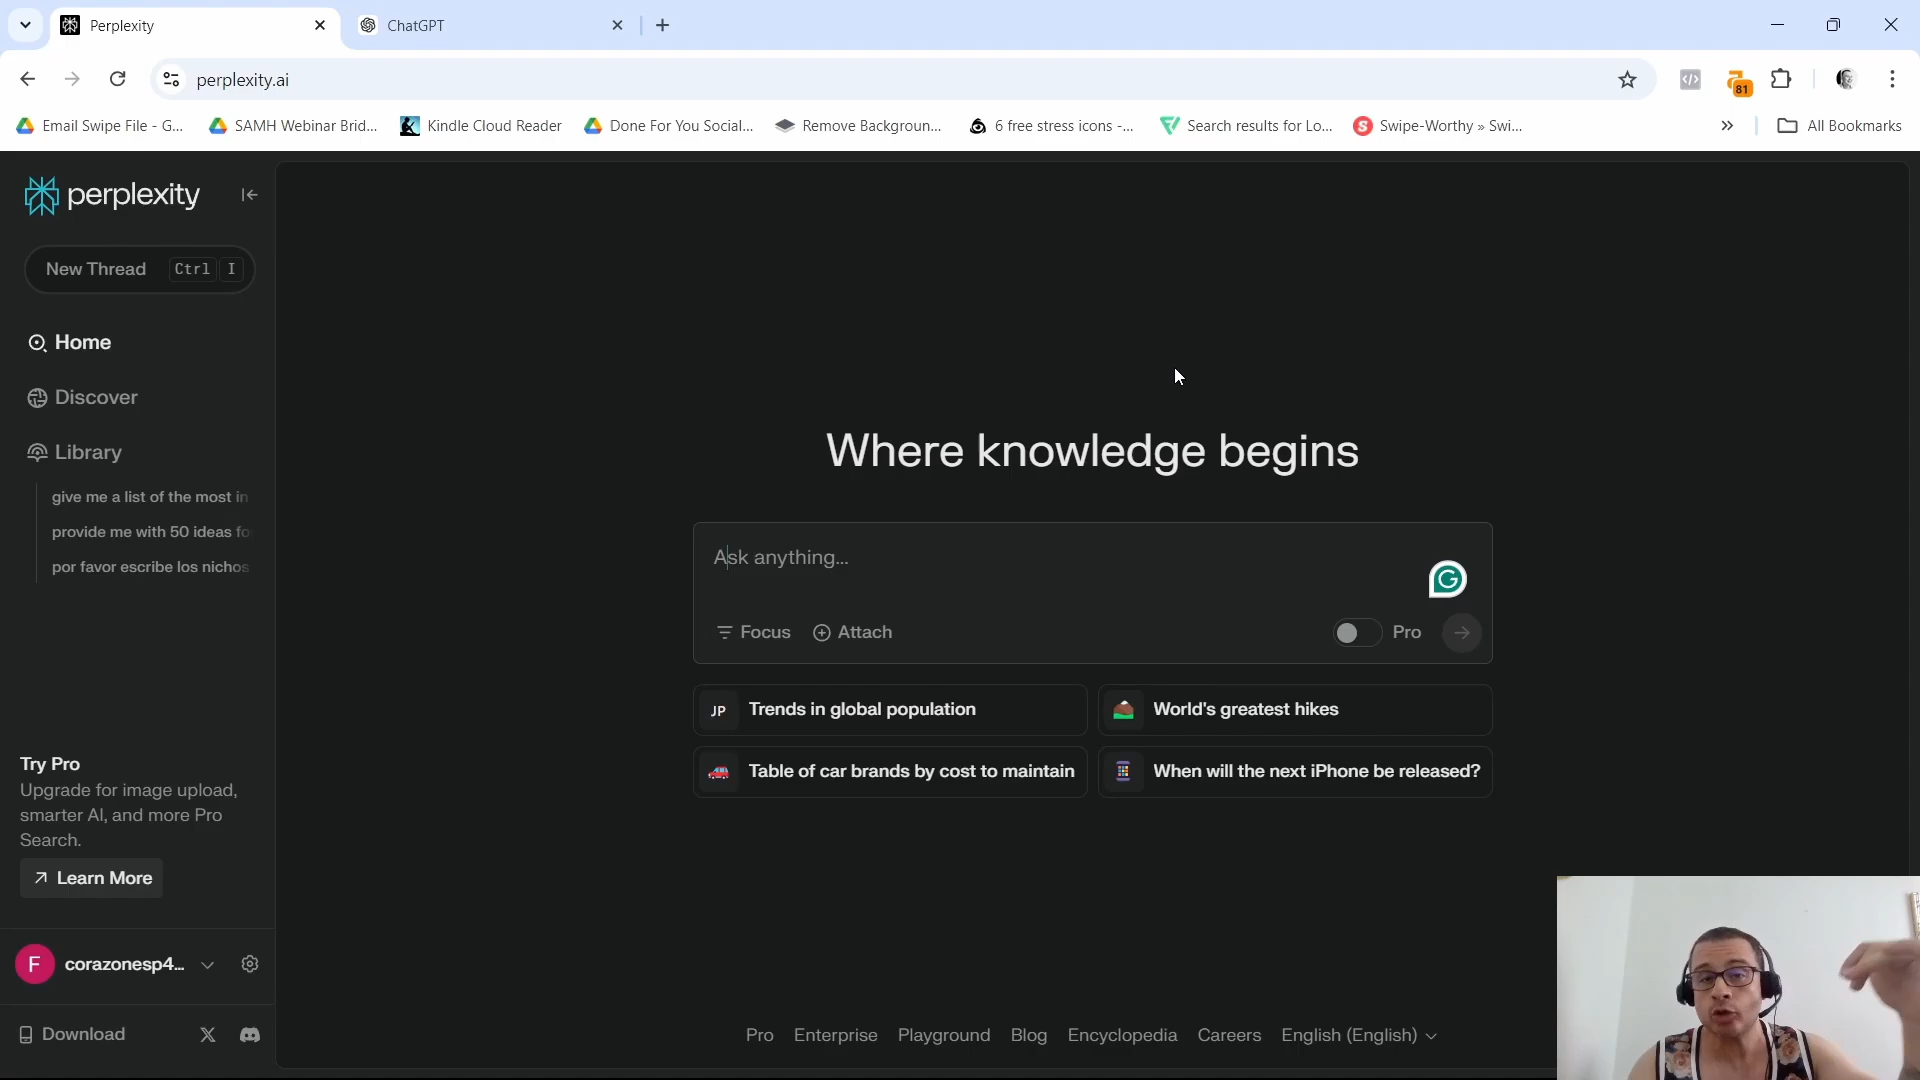 Perplexity
ChatGPT
perplexity.ai
81
Email Swipe File - G...
SAMH Webinar Brid...
Kindle Cloud Reader
Done For You Social...
Remove Backgroun...
6 free stress icons -...
Search results for Lo...
Swipe-Worthy » Swi...
All Bookmarks
perplexity
New Thread Ctrl I
Home
Discover
Library
give me a list of the most in
provide me with 50 ideas fo
por favor escribe los nichos
Try Pro
Upgrade for image upload,
smarter AI, and more Pro
Search.
Learn More
F corazonesp4...
Download
Where knowledge begins
Ask anything...
Focus Attach
Pro
JP Trends in global population
World's greatest hikes
Table of car brands by cost to maintain
When will the next iPhone be released?
Pro Enterprise Playground Blog Encyclopedia Careers English (English)